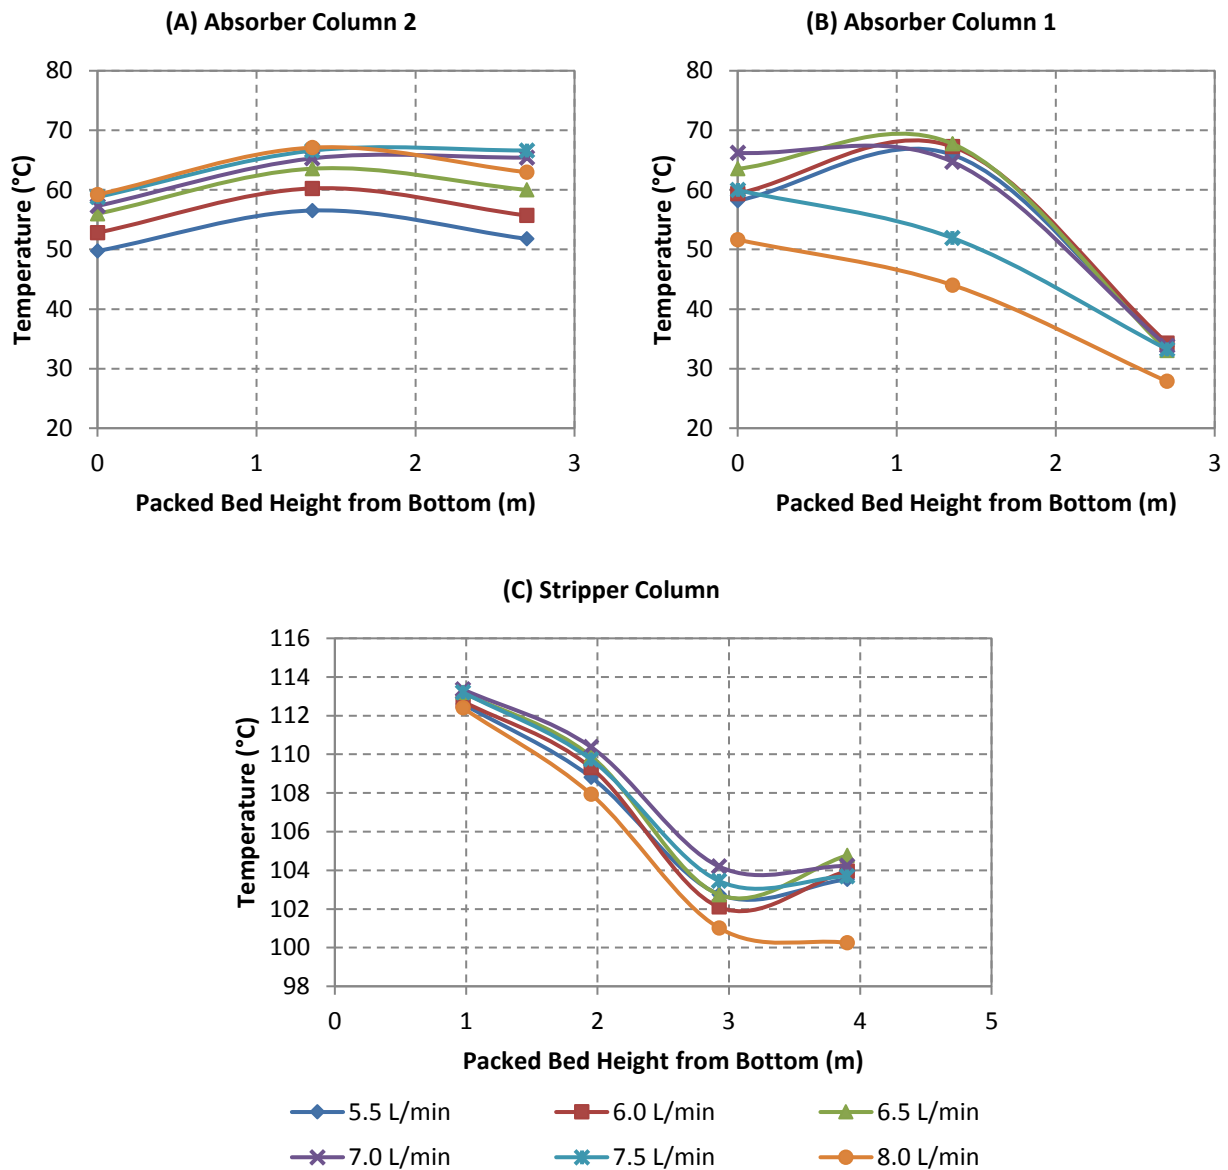 (A) Absorber Column 2
80
70
60
50
40
30
20
0 1 2 3
Temperature (°C)
Packed Bed Height from Bottom (m)
(B) Absorber Column 1
80
70
60
50
40
30
20
0 1 2 3
Temperature (°C)
Packed Bed Height from Bottom (m)
(C) Stripper Column
116
114
112
110
108
106
104
102
100
98
0 1 2 3 4 5
Temperature (°C)
Packed Bed Height from Bottom (m)
5.5 L/min 6.0 L/min 6.5 L/min
7.0 L/min 7.5 L/min 8.0 L/min